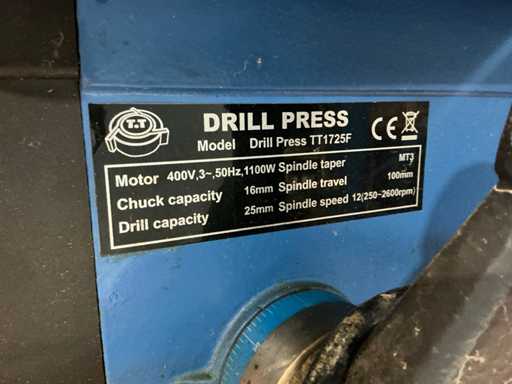 T.T
DRILL PRESS
Model Drill Press TT1725F
CE
Motor 400V,3~,50Hz,1100W Spindle taper MT3
Chuck capacity 16mm Spindle travel 100mm
Drill capacity 25mm Spindle speed 12(250~2600rpm)